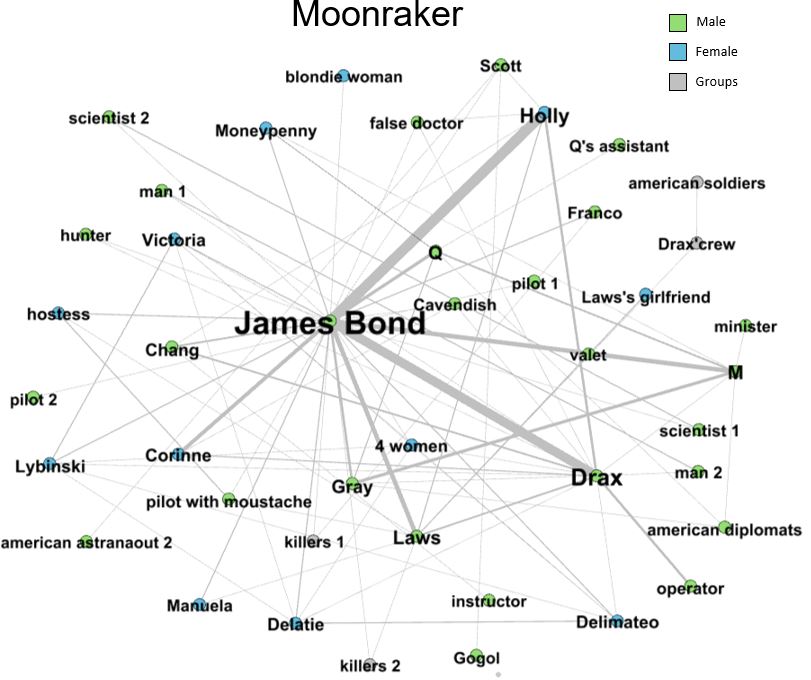 Moonraker
Male
Female
Groups
Scott
blondie woman
Holly
scientist 2
false doctor
Moneypenny
Q's assistant
american soldiers
man 1
Franco
hunter
Victoria
Drax'crew
Q
pilot 1
Laws's girlfriend
Cavendish
hostess
James Bond
minister
Chang
valet
M
pilot 2
scientist 1
4 women
Corinne
Lybinski
man 2
Drax
Gray
pilot with moustache
american diplomats
american astranaout 2
killers 1
Laws
operator
instructor
Manuela
Delatie
Delimateo
Gogol
killers 2